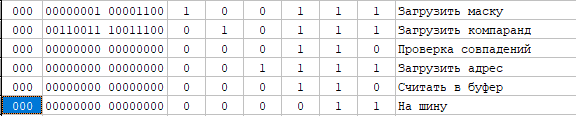 000 00000001 00001100 1 0 0 1 1 1 Загрузить маску
000 00110011 10011100 0 1 0 1 1 1 Загрузить компаранд
000 00000000 00000000 0 0 0 1 1 0 Проверка совпадений
000 00000000 00000000 0 0 1 1 1 1 Загрузить адрес
000 00000000 00000000 0 0 0 1 1 0 Считать в буфер
000 00000000 00000000 0 0 0 0 1 1 На шину